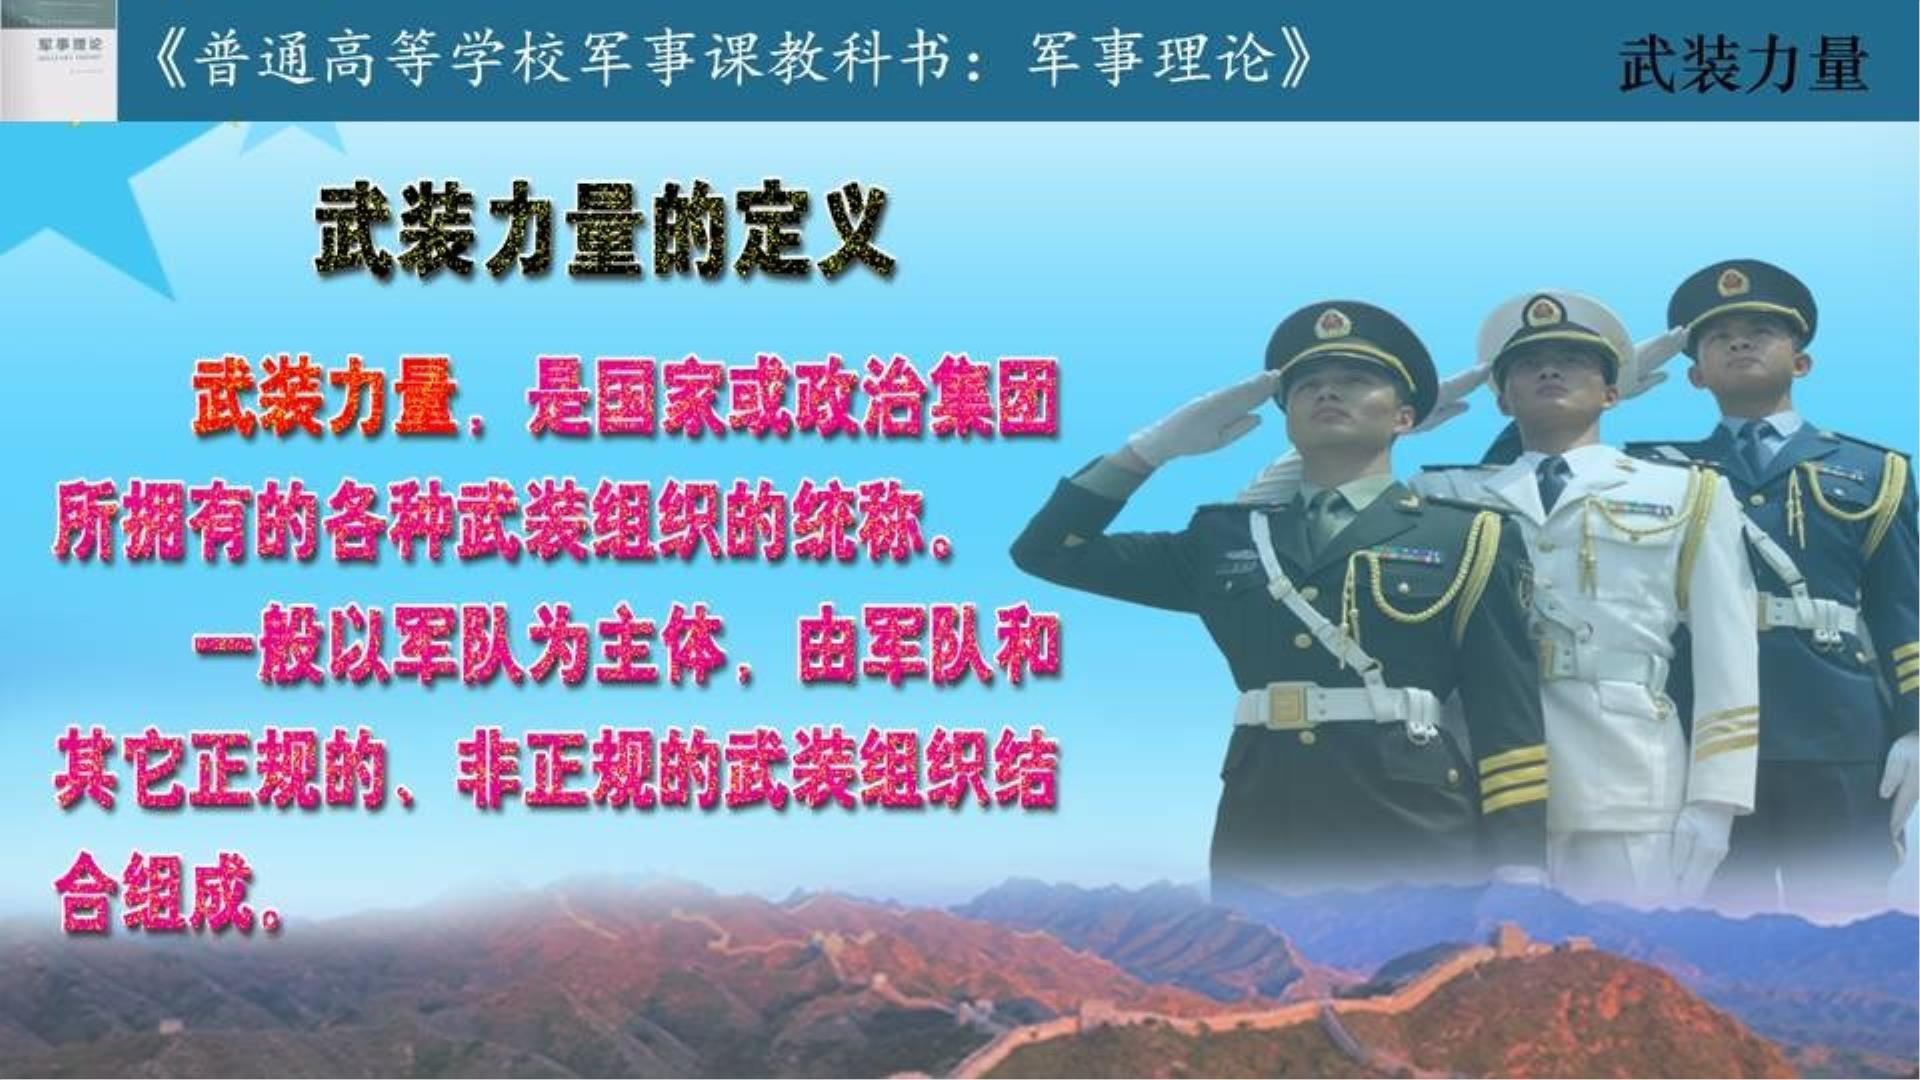 军事理论
《普通高等学校军事课教科书：军事理论》
武装力量
武装力量的定义
武装力量，是国家或政治集团
所拥有的各种武装组织的统称。
一般以军队为主体，由军队和
其它正规的、非正规的武装组织结
合组成。